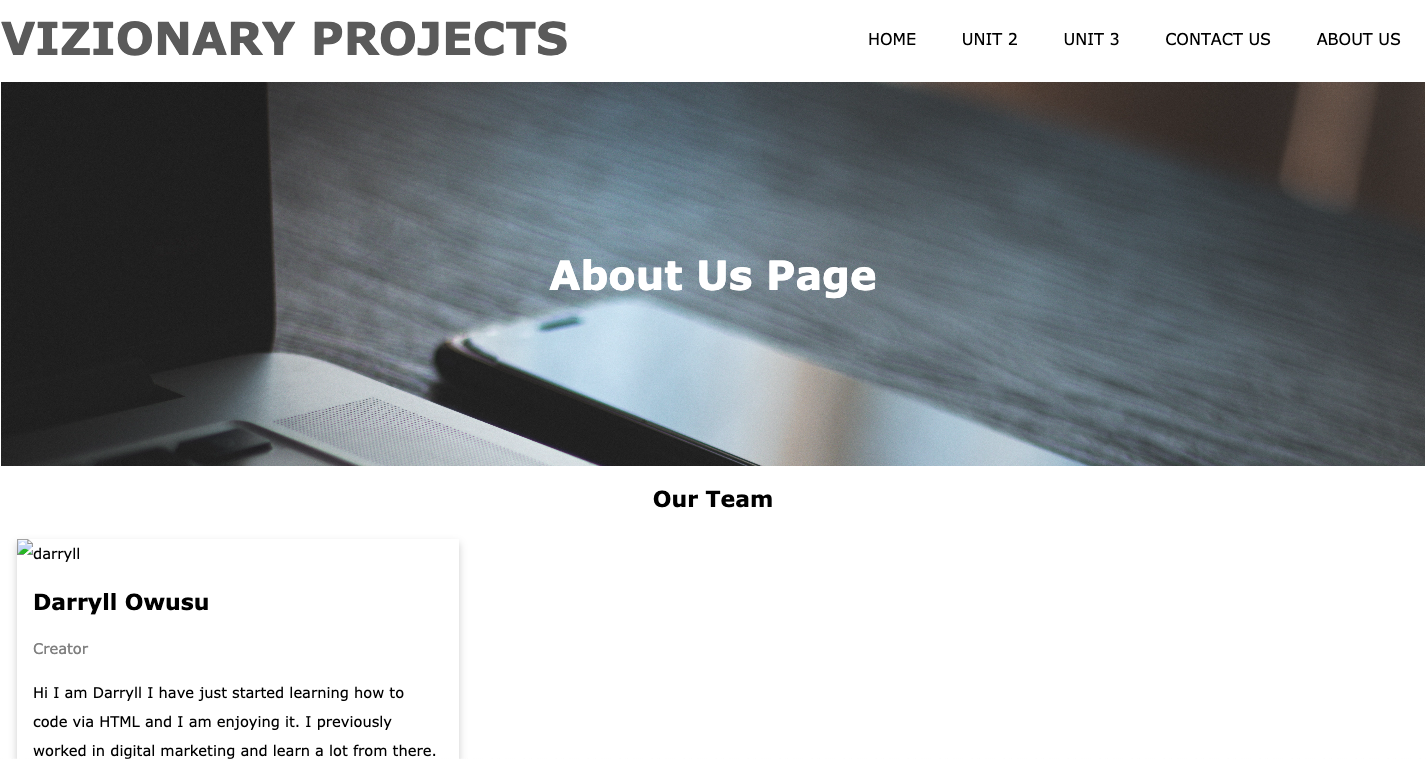 VIZIONARY PROJECTS
HOME UNIT 2 UNIT 3 CONTACT US ABOUT US
About Us Page
Our Team
darryll
Darryll Owusu
Creator
Hi I am Darryll I have just started learning how to
code via HTML and I am enjoying it. I previously
worked in digital marketing and learn a lot from there.